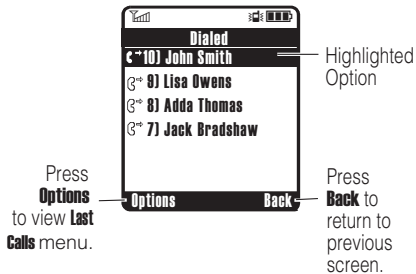 Dialed
10) John Smith
9) Lisa Owens
8) Adda Thomas
7) Jack Bradshaw
Options
Back
Highlighted
Option
Press
Options
to view Last
Calls menu.
Press
Back to
return to
previous
screen.